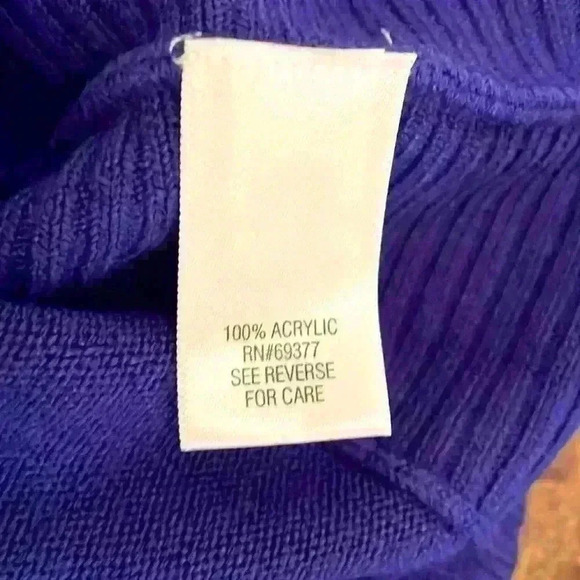 100% ACRYLIC
RN#69377
SEE REVERSE
FOR CARE